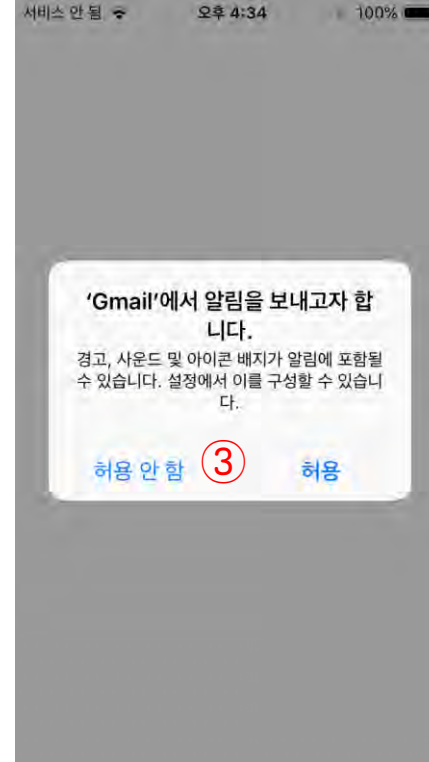 서비스 안 됨 오후 4:34 100%
‘Gmail’에서 알림을 보내고자 합
니다.
경고, 사운드 및 아이콘 배지가 알림에 포함될
수 있습니다. 설정에서 이를 구성할 수 있습니
다.
허용 안 함 ③ 허용